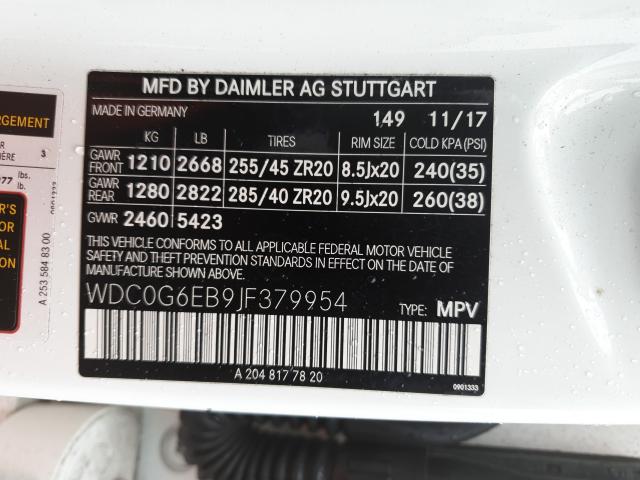 MFD BY DAIMLER AG STUTTGART
MADE IN GERMANY 149 11/17
KG LB TIRES RIM SIZE COLD KPA (PSI)
GAWR FRONT 1210 2668 255/45 ZR20 8.5Jx20 240(35)
GAWR REAR 1280 2822 285/40 ZR20 9.5Jx20 260(38)
GVWR 2460 5423
THIS VEHICLE CONFORMS TO ALL APPLICABLE FEDERAL MOTOR VEHICLE
SAFETY AND THEFT PREVENTION STANDARDS IN EFFECT ON THE
DATE OF MANUFACTURE SHOWN ABOVE.
WDC0G6EB9JF379954 TYPE: MPV
A 204 817 78 20
0901333
A 253 584 83 00
3
lbs.
lb.